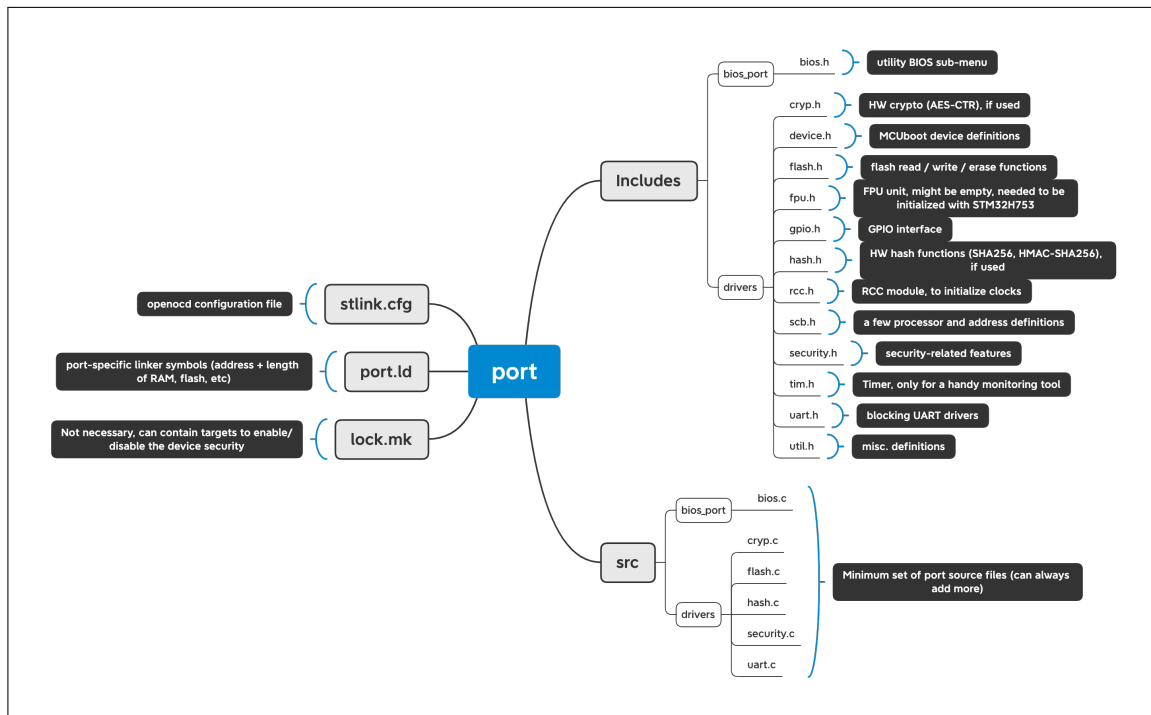 port
stlink.cfg
openocd configuration file
port.ld
port-specific linker symbols (address + length
of RAM, flash, etc)
lock.mk
Not necessary, can contain targets to enable/
disable the device security
Includes
bios_port
bios.h
utility BIOS sub-menu
drivers
cryp.h
HW crypto (AES-CTR), if used
device.h
MCUboot device definitions
flash.h
flash read / write / erase functions
fpu.h
FPU unit, might be empty, needed to be
initialized with STM32H753
gpio.h
GPIO interface
hash.h
HW hash functions (SHA256, HMAC-SHA256),
if used
rcc.h
RCC module, to initialize clocks
scb.h
a few processor and address definitions
security.h
security-related features
tim.h
Timer, only for a handy monitoring tool
uart.h
blocking UART drivers
util.h
misc. definitions
src
bios_port
bios.c
drivers
cryp.c
flash.c
hash.c
security.c
uart.c
Minimum set of port source files (can always
add more)